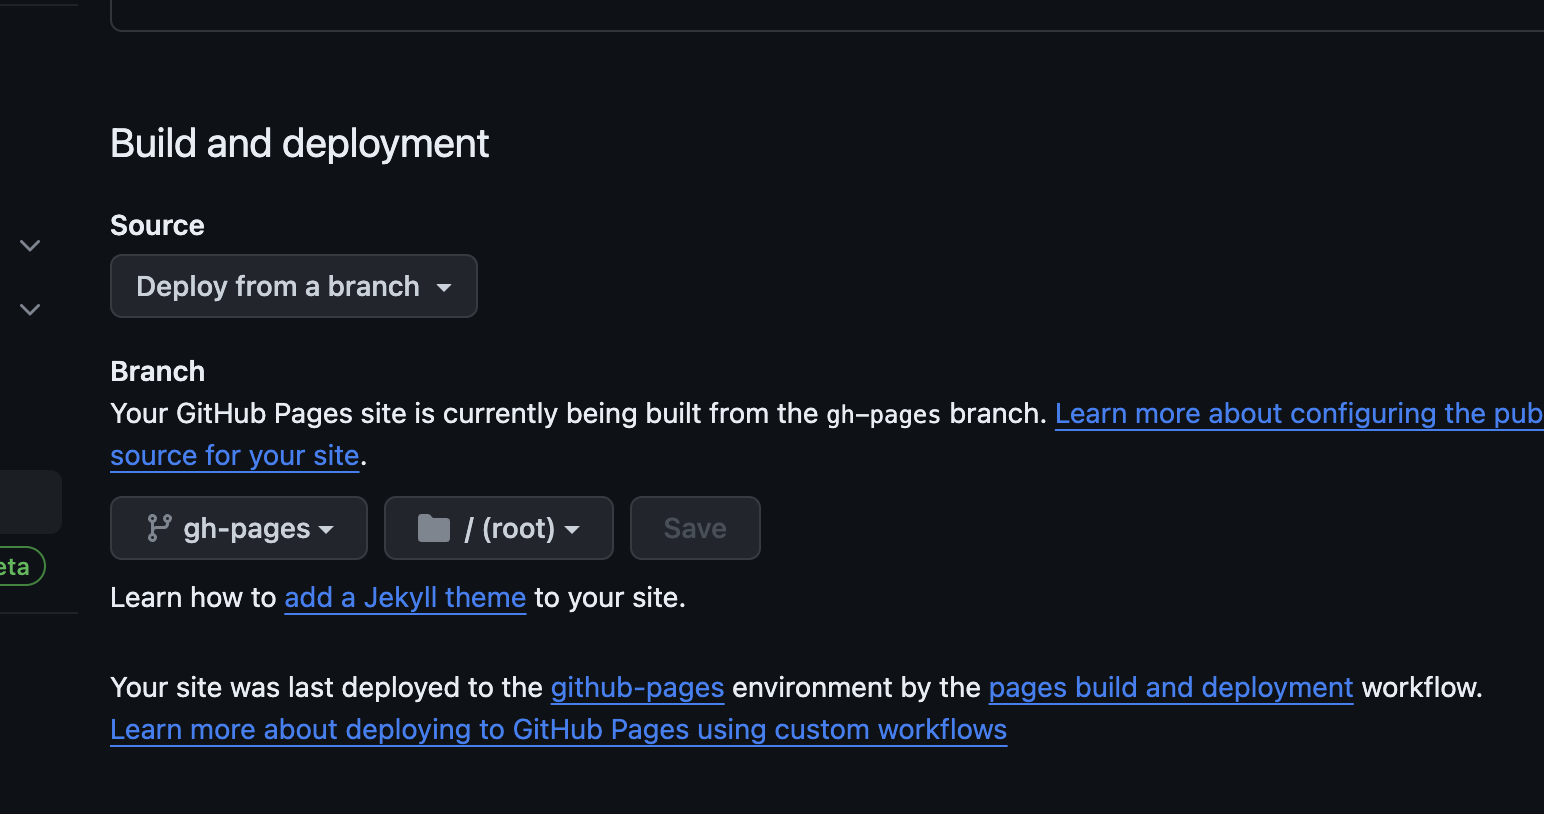 Build and deployment
Source
Deploy from a branch
Branch
Your GitHub Pages site is currently being built from the gh-pages branch. Learn more about configuring the pub
source for your site.
gh-pages / (root) Save
Learn how to add a Jekyll theme to your site.
eta
Your site was last deployed to the github-pages environment by the pages build and deployment workflow.
Learn more about deploying to GitHub Pages using custom workflows